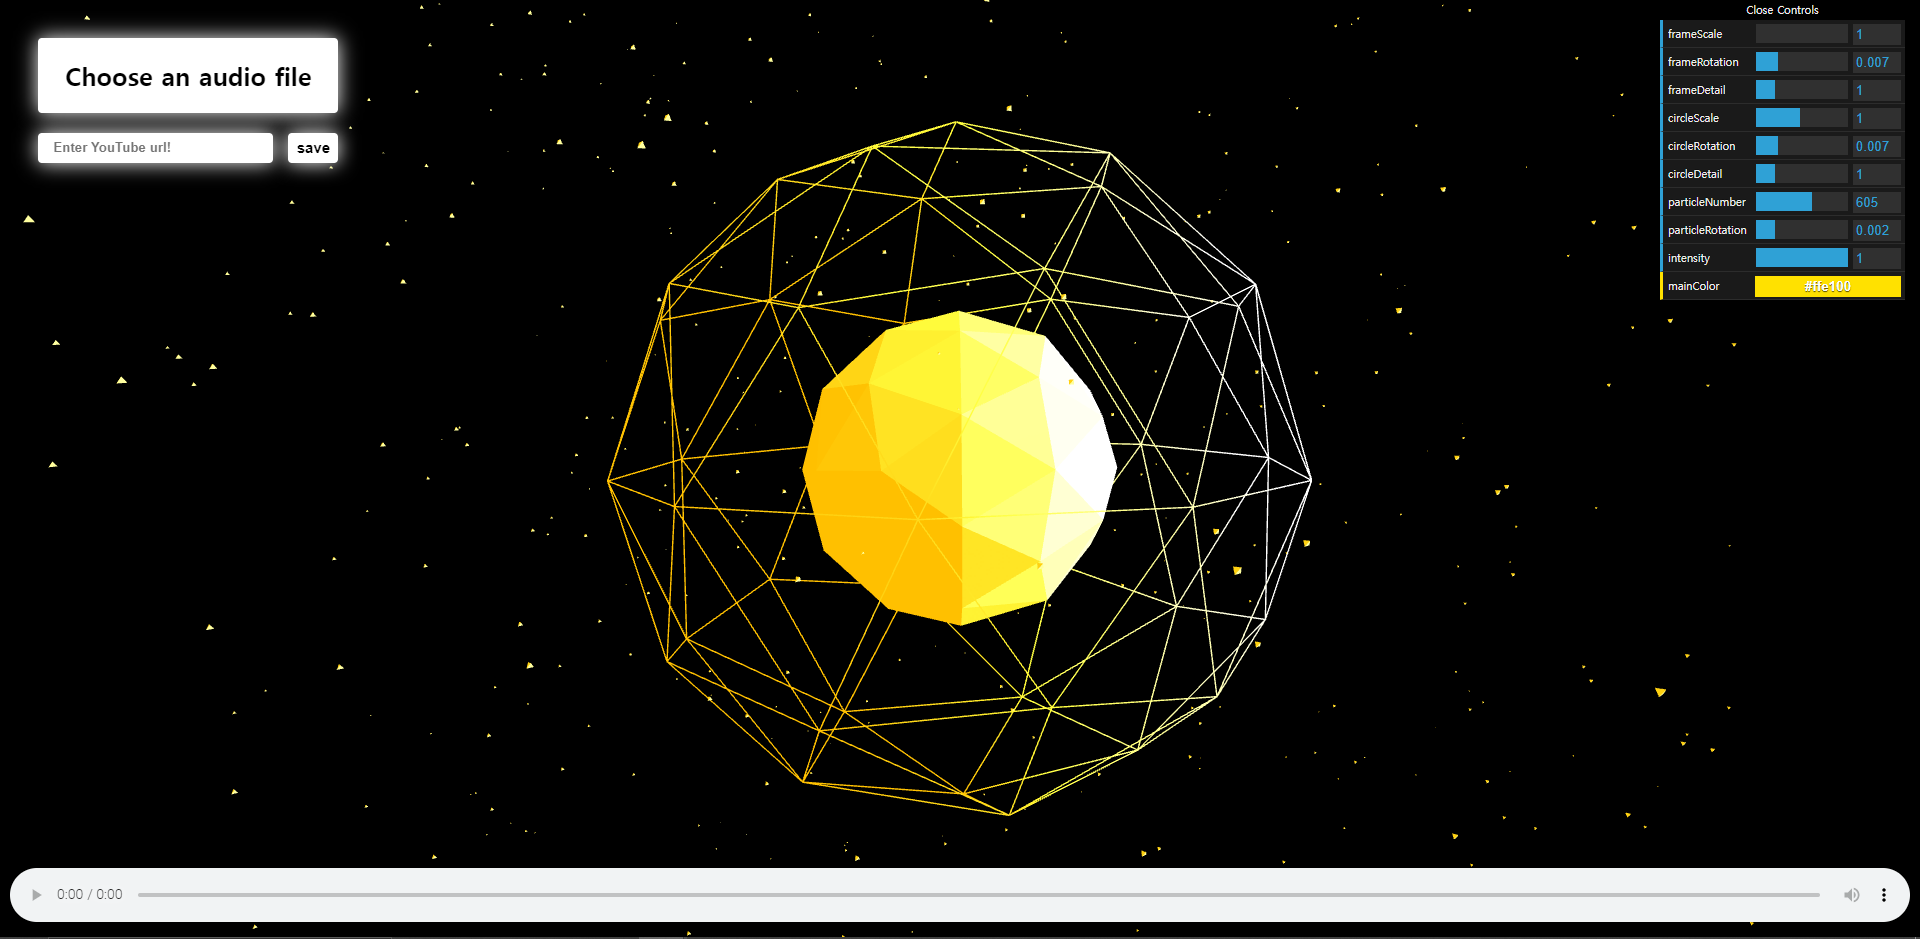 Choose an audio file
Enter YouTube url!
save
Close Controls
frameScale 1
frameRotation 0.007
frameDetail 1
circleScale 1
circleRotation 0.007
circleDetail 1
particleNumber 605
particleRotation 0.002
intensity 1
mainColor #ffe100
0:00 / 0:00